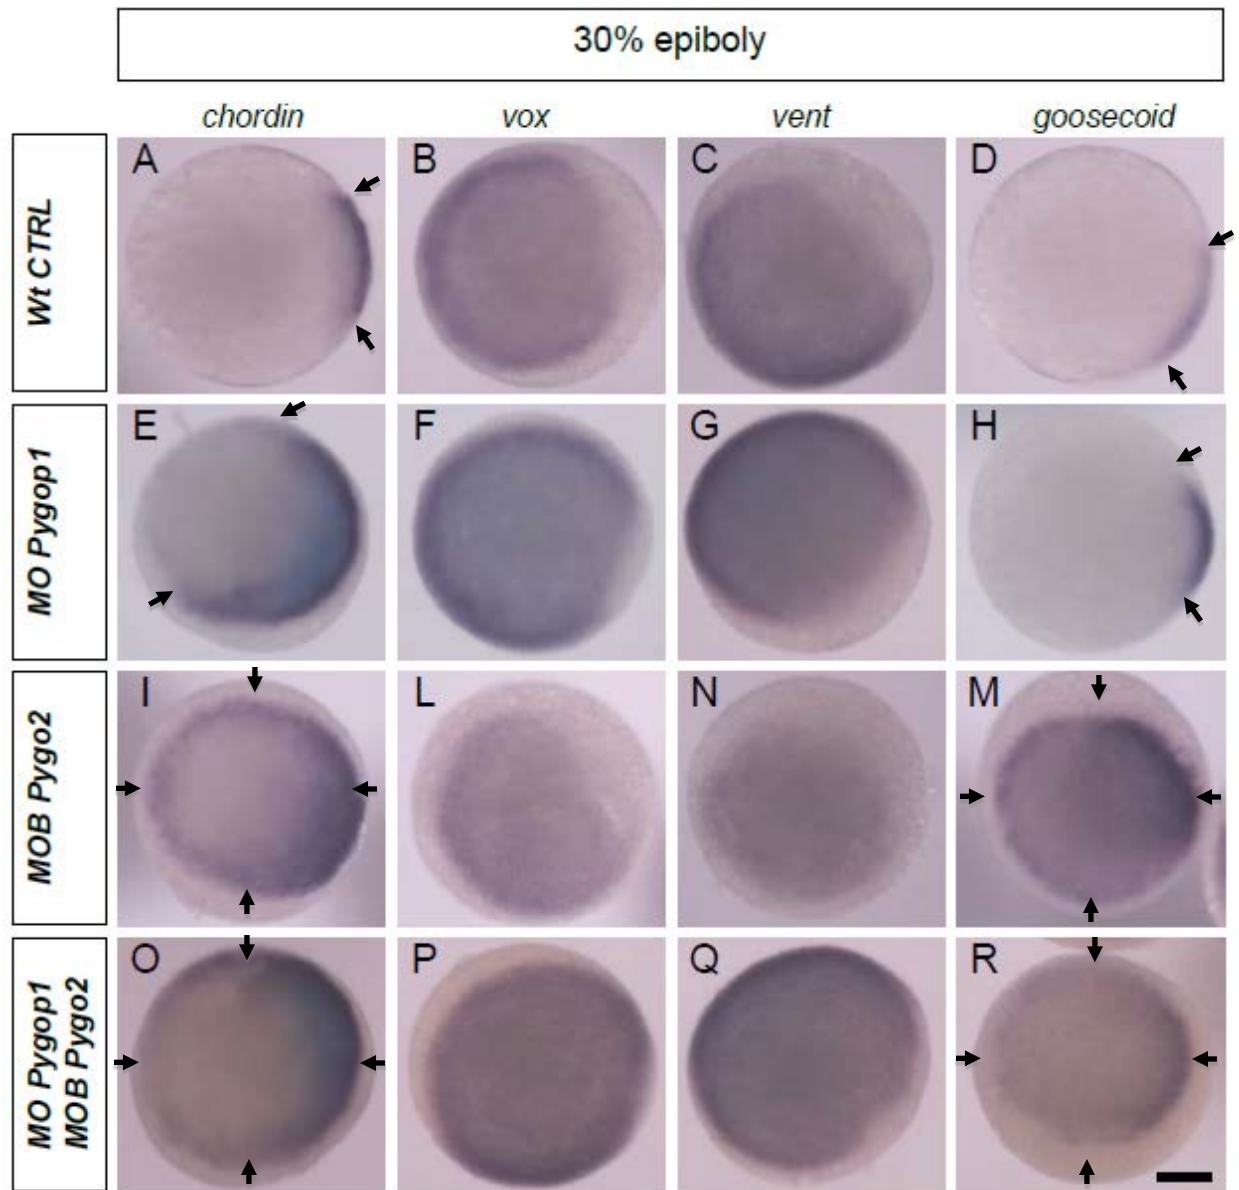 30% epiboly
chordin vox vent goosecoid
Wt CTRL
A B C D
MO Pygop1
E F G H
MOB Pygo2
I L N M
MO Pygop1
MOB Pygo2
O P Q R